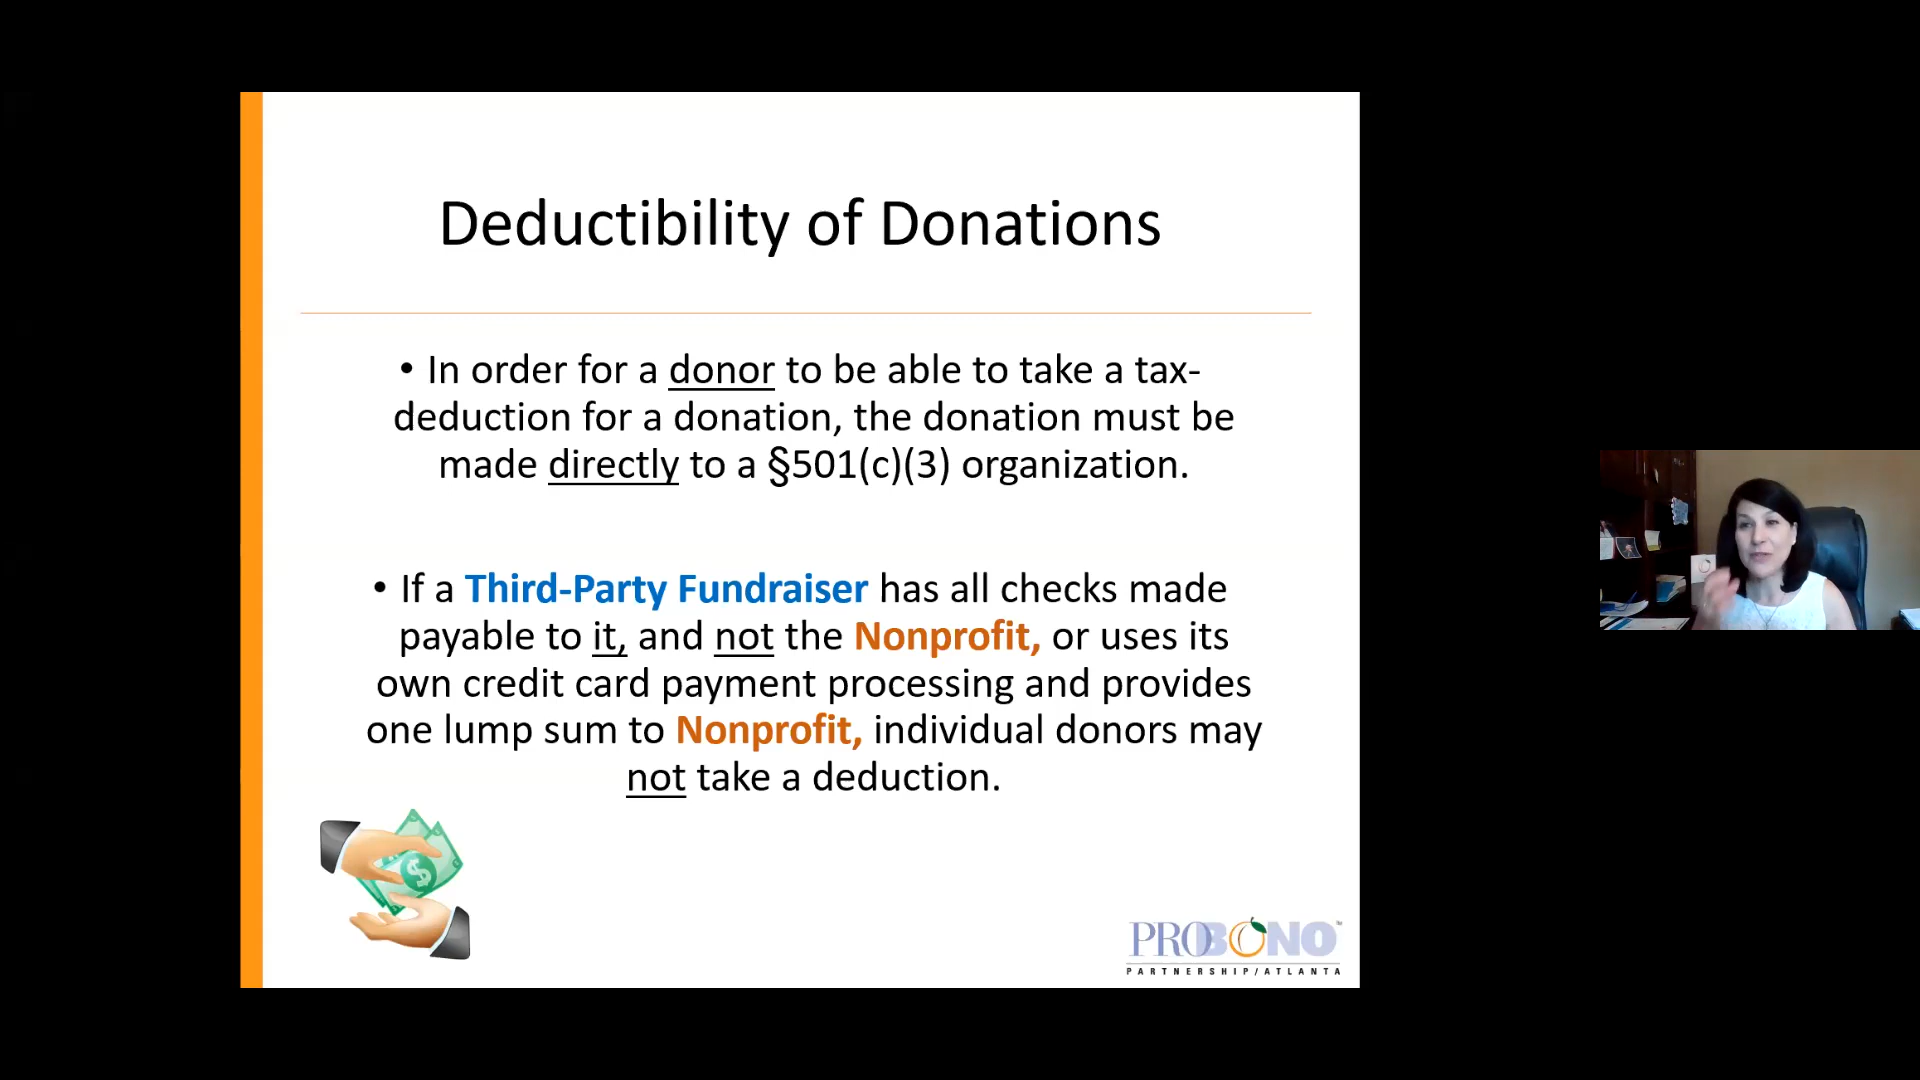 Deductibility of Donations
• In order for a donor to be able to take a tax-
deduction for a donation, the donation must be
made directly to a §501(c)(3) organization.
• If a Third-Party Fundraiser has all checks made
payable to it, and not the Nonprofit, or uses its
own credit card payment processing and provides
one lump sum to Nonprofit, individual donors may
not take a deduction.
$
PROBONO™
PARTNERSHIP/ATLANTA